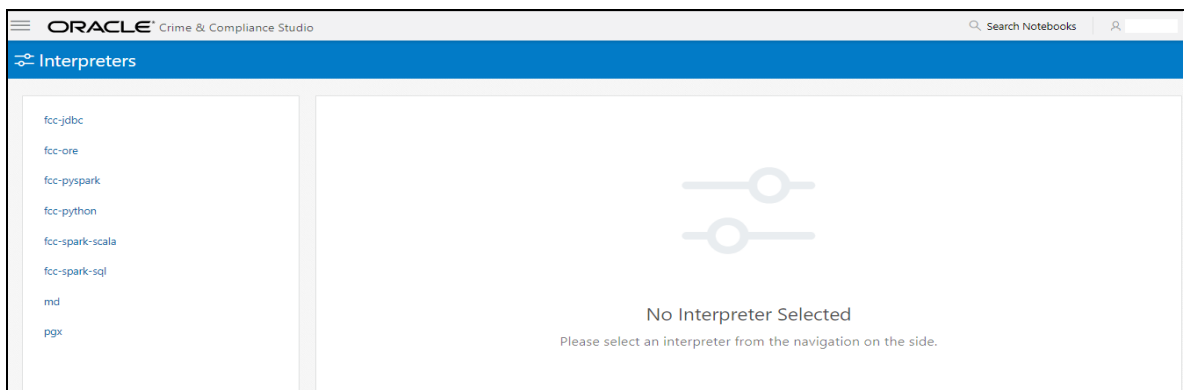 ORACLE® Crime & Compliance Studio
Search Notebooks
Interpreters
fcc-jdbc
fcc-ore
fcc-pyspark
fcc-python
fcc-spark-scala
fcc-spark-sql
md
pgx
No Interpreter Selected
Please select an interpreter from the navigation on the side.